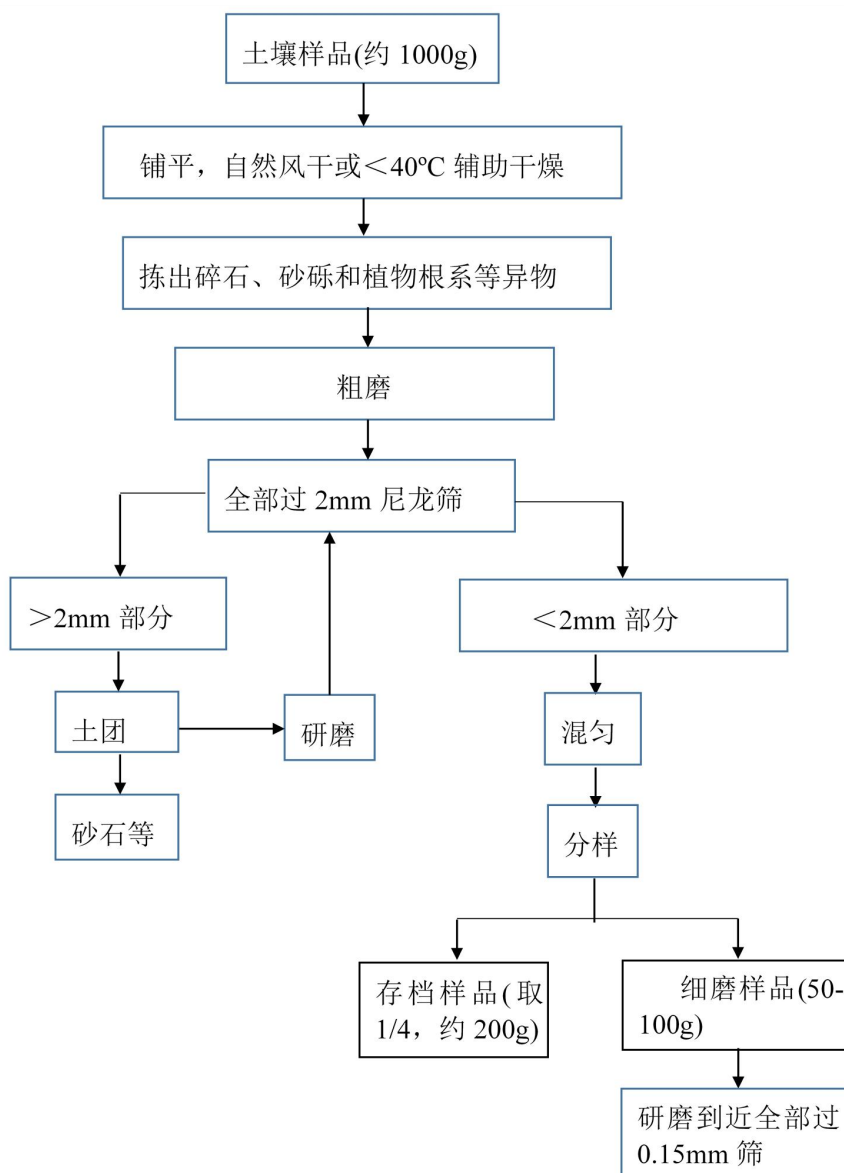 土壤样品(约 1000g)
铺平，自然风干或＜40ºC 辅助干燥
拣出碎石、砂砾和植物根系等异物
粗磨
全部过 2mm 尼龙筛
＞2mm 部分
＜2mm 部分
土团
研磨
混匀
砂石等
分样
存档样品(取
1/4，约 200g)
细磨样品(50-
100g)
研磨到近全部过
0.15mm 筛